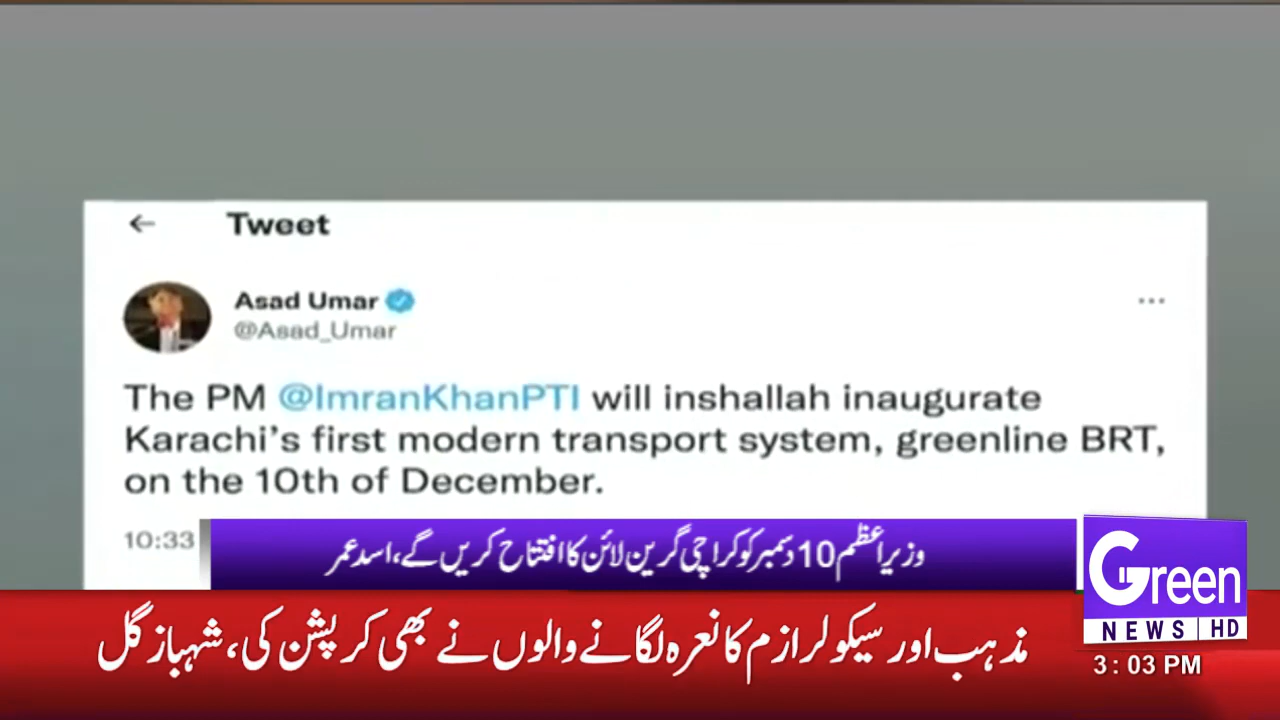 Tweet
Asad Umar
@Asad_Umar
The PM @ImranKhanPTI will inshallah inaugurate
Karachi's first modern transport system, greenline BRT,
on the 10th of December.
10:33
وزیراعظم 10 دسمبر کو کراچی گرین لائن کا افتتاح کریں گے، اسد عمر
Green
NEWS HD
مذہب اور سیکولرازم کا نعرہ لگانے والوں نے بھی کرپشن کی، شہباز گل
3:03 PM